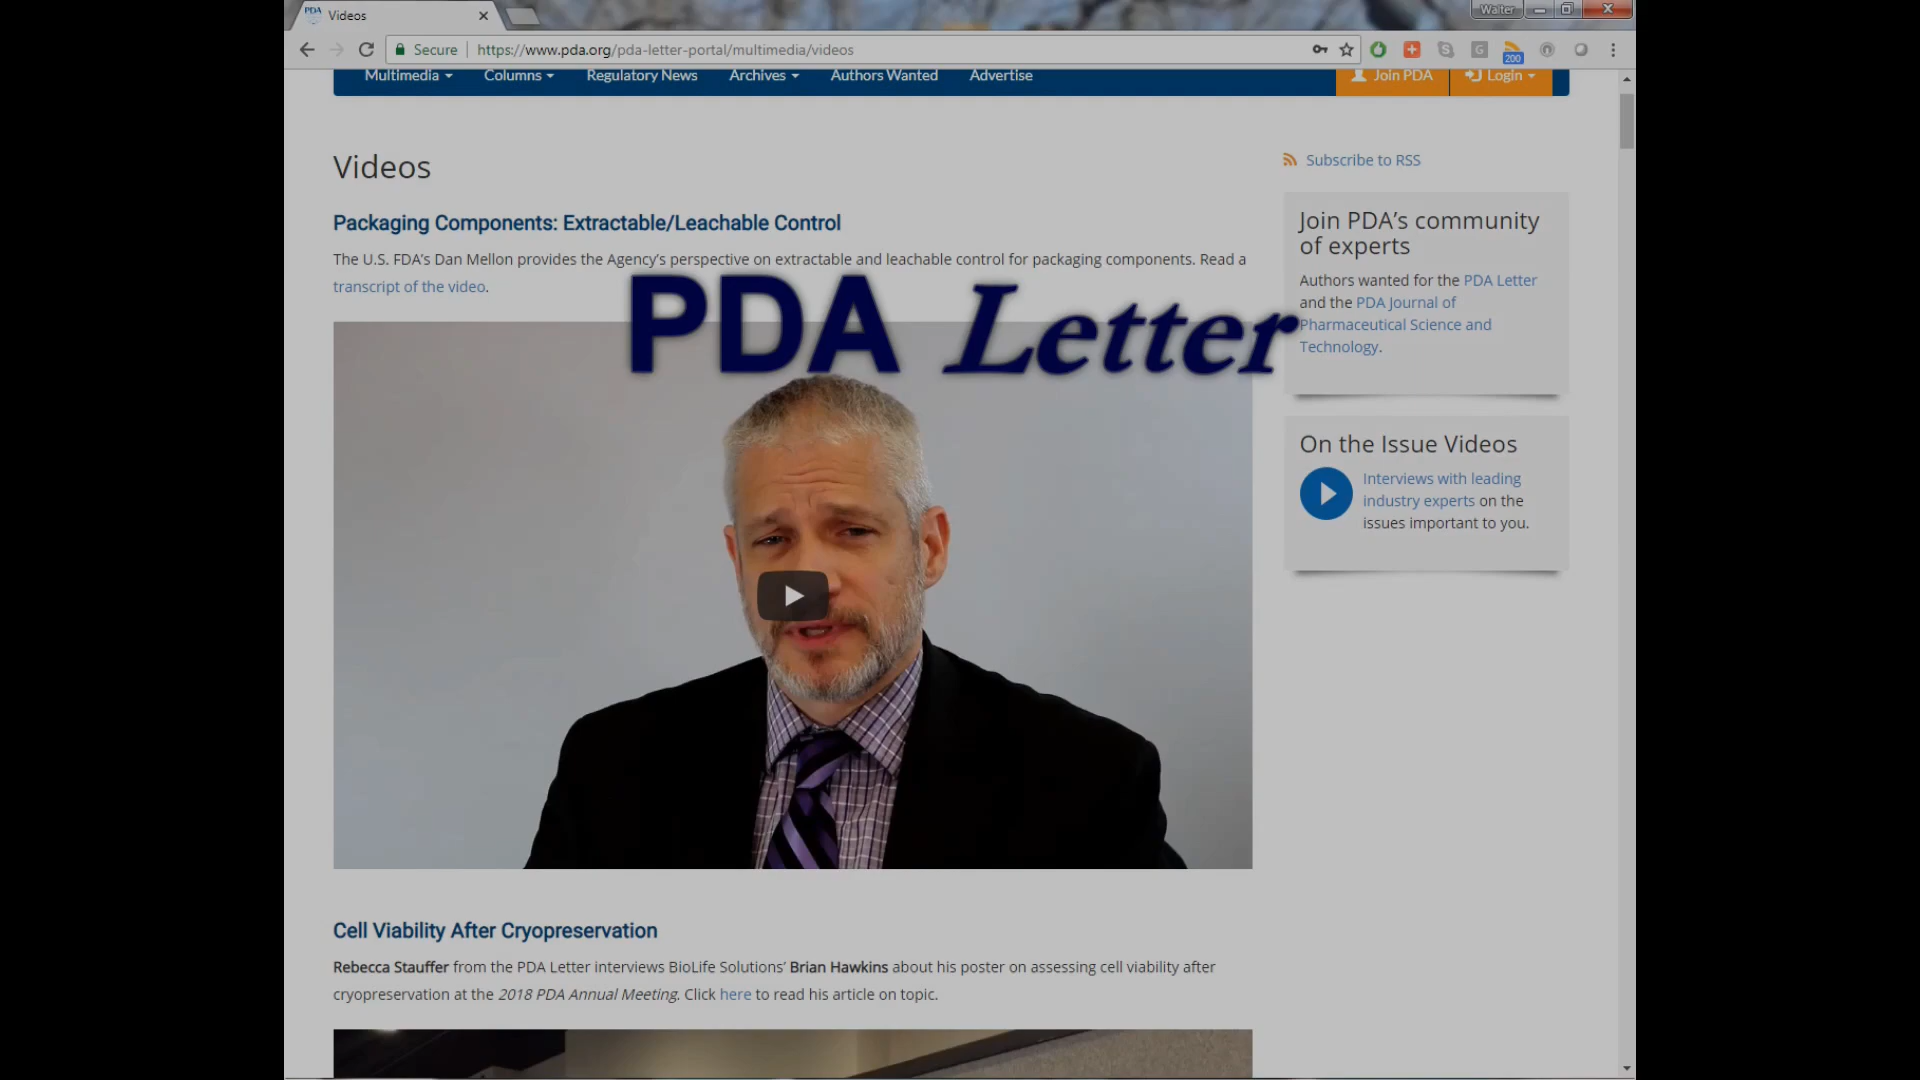 PDA
Videos
Walter
Secure
https://www.pda.org/pda-letter-portal/multimedia/videos
200
Multimedia
Columns
Regulatory News
Archives
Authors Wanted
Advertise
Join PDA
Login
Videos
Packaging Components: Extractable/Leachable Control
The U.S. FDA's Dan Mellon provides the Agency's perspective on extractable and leachable control for packaging components. Read a
transcript of the video.
PDA Letter
Cell Viability After Cryopreservation
Rebecca Stauffer from the PDA Letter interviews BioLife Solutions' Brian Hawkins about his poster on assessing cell viability after
cryopreservation at the 2018 PDA Annual Meeting. Click here to read his article on topic.
Subscribe to RSS
Join PDA's community
of experts
Authors wanted for the PDA Letter
and the PDA Journal of
Pharmaceutical Science and
Technology.
On the Issue Videos
Interviews with leading
industry experts on the
issues important to you.